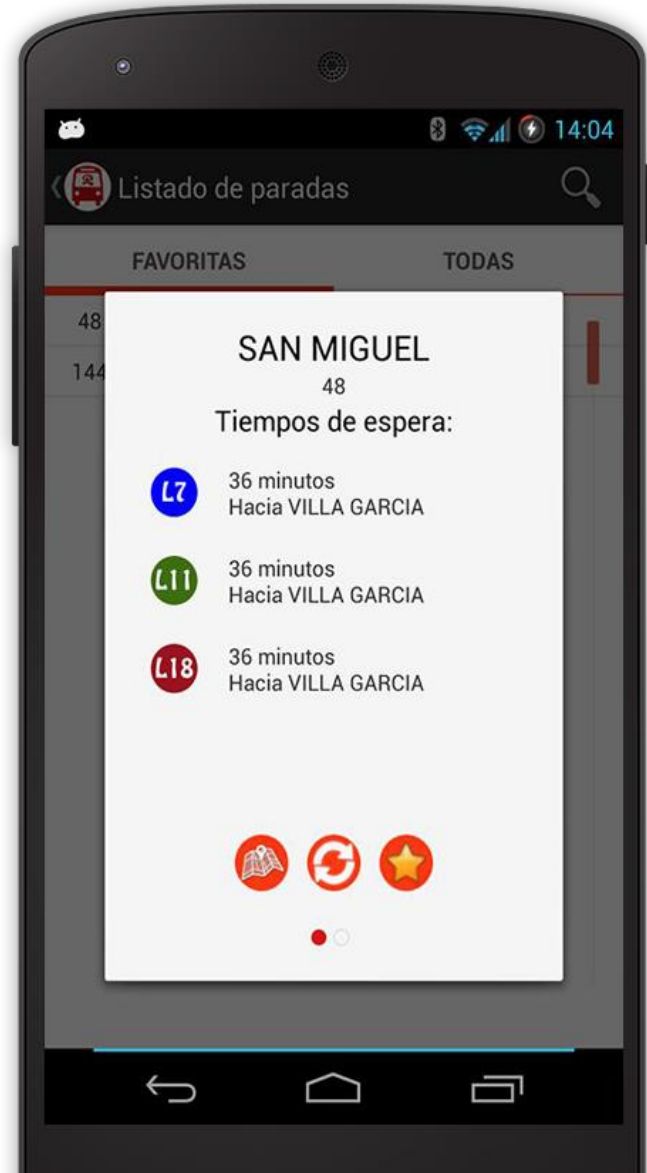 14:04
Listado de paradas
FAVORITAS TODAS
48
144
SAN MIGUEL
48
Tiempos de espera:
L7
36 minutos
Hacia VILLA GARCIA
L11
36 minutos
Hacia VILLA GARCIA
L18
36 minutos
Hacia VILLA GARCIA